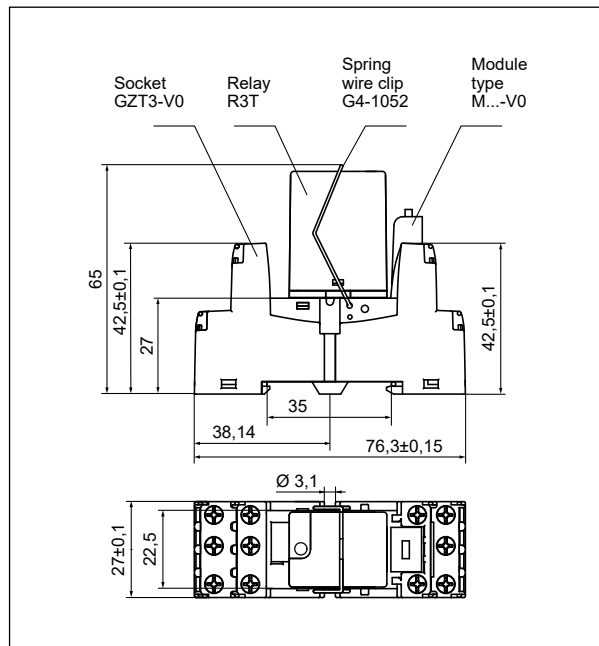 Socket
GZT3-V0
Relay
R3T
Spring
wire clip
G4-1052
Module
type
M...-V0
65
42,5±0,1
27
42,5±0,1
35
38,14
76,3±0,15
Ø 3,1
27±0,1
22,5